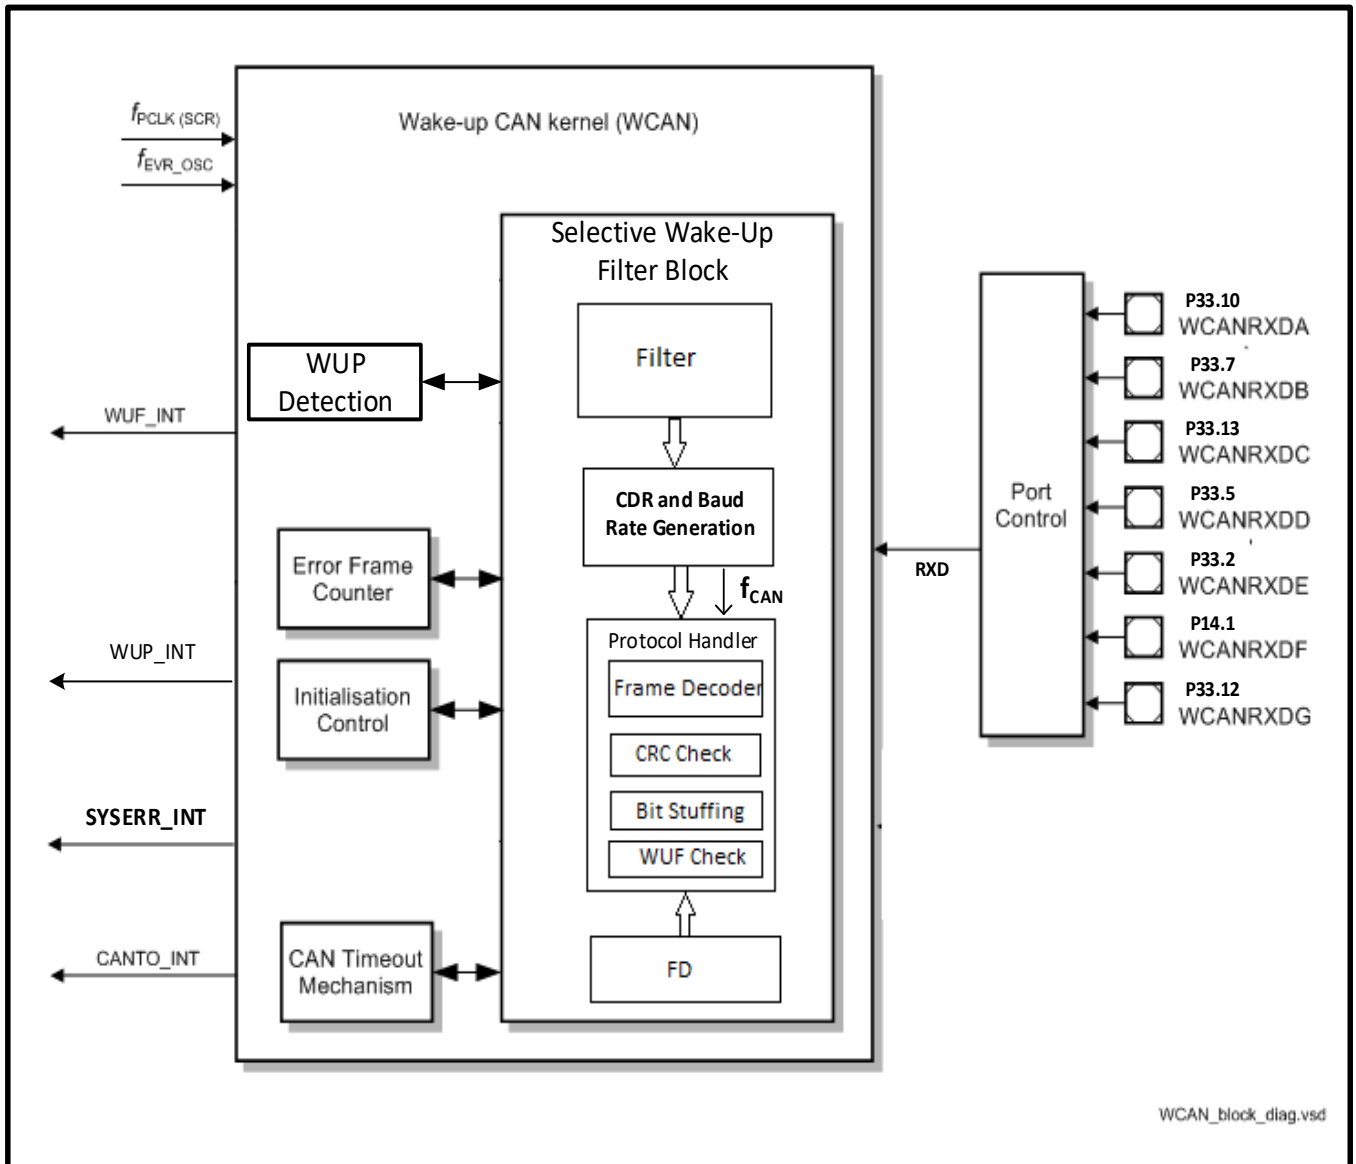 fPCLK (SCR)
fEVR_OSC
Wake-up CAN kernel (WCAN)
Selective Wake-Up
Filter Block
Filter
WUP
Detection
WUF_INT
CDR and Baud
Rate Generation
fCAN
Error Frame
Counter
WUP_INT
Initialisation
Control
Protocol Handler
Frame Decoder
CRC Check
Bit Stuffing
WUF Check
SYSERR_INT
CANTO_INT
CAN Timeout
Mechanism
FD
RXD
Port
Control
P33.10
WCANRXDA
P33.7
WCANRXDB
P33.13
WCANRXDC
P33.5
WCANRXDD
P33.2
WCANRXDE
P14.1
WCANRXDF
P33.12
WCANRXDG
WCAN_block_diag.vsd